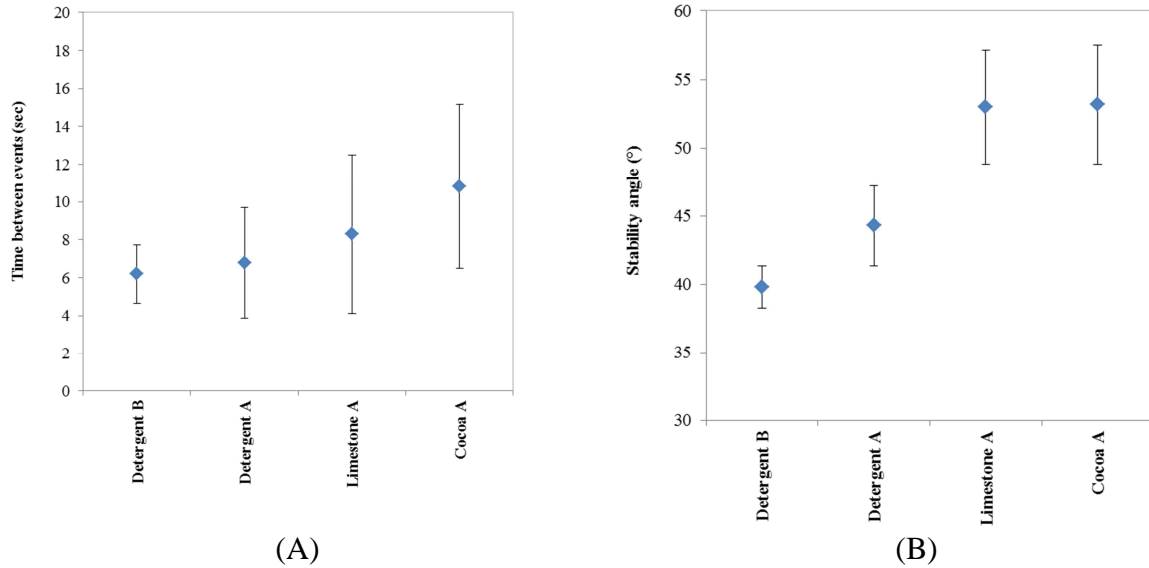 Time between events (sec)
20
18
16
14
12
10
8
6
4
2
0
Detergent B
Detergent A
Limestone A
Cocoa A
(A)
Stability angle (°)
60
55
50
45
40
35
30
Detergent B
Detergent A
Limestone A
Cocoa A
(B)